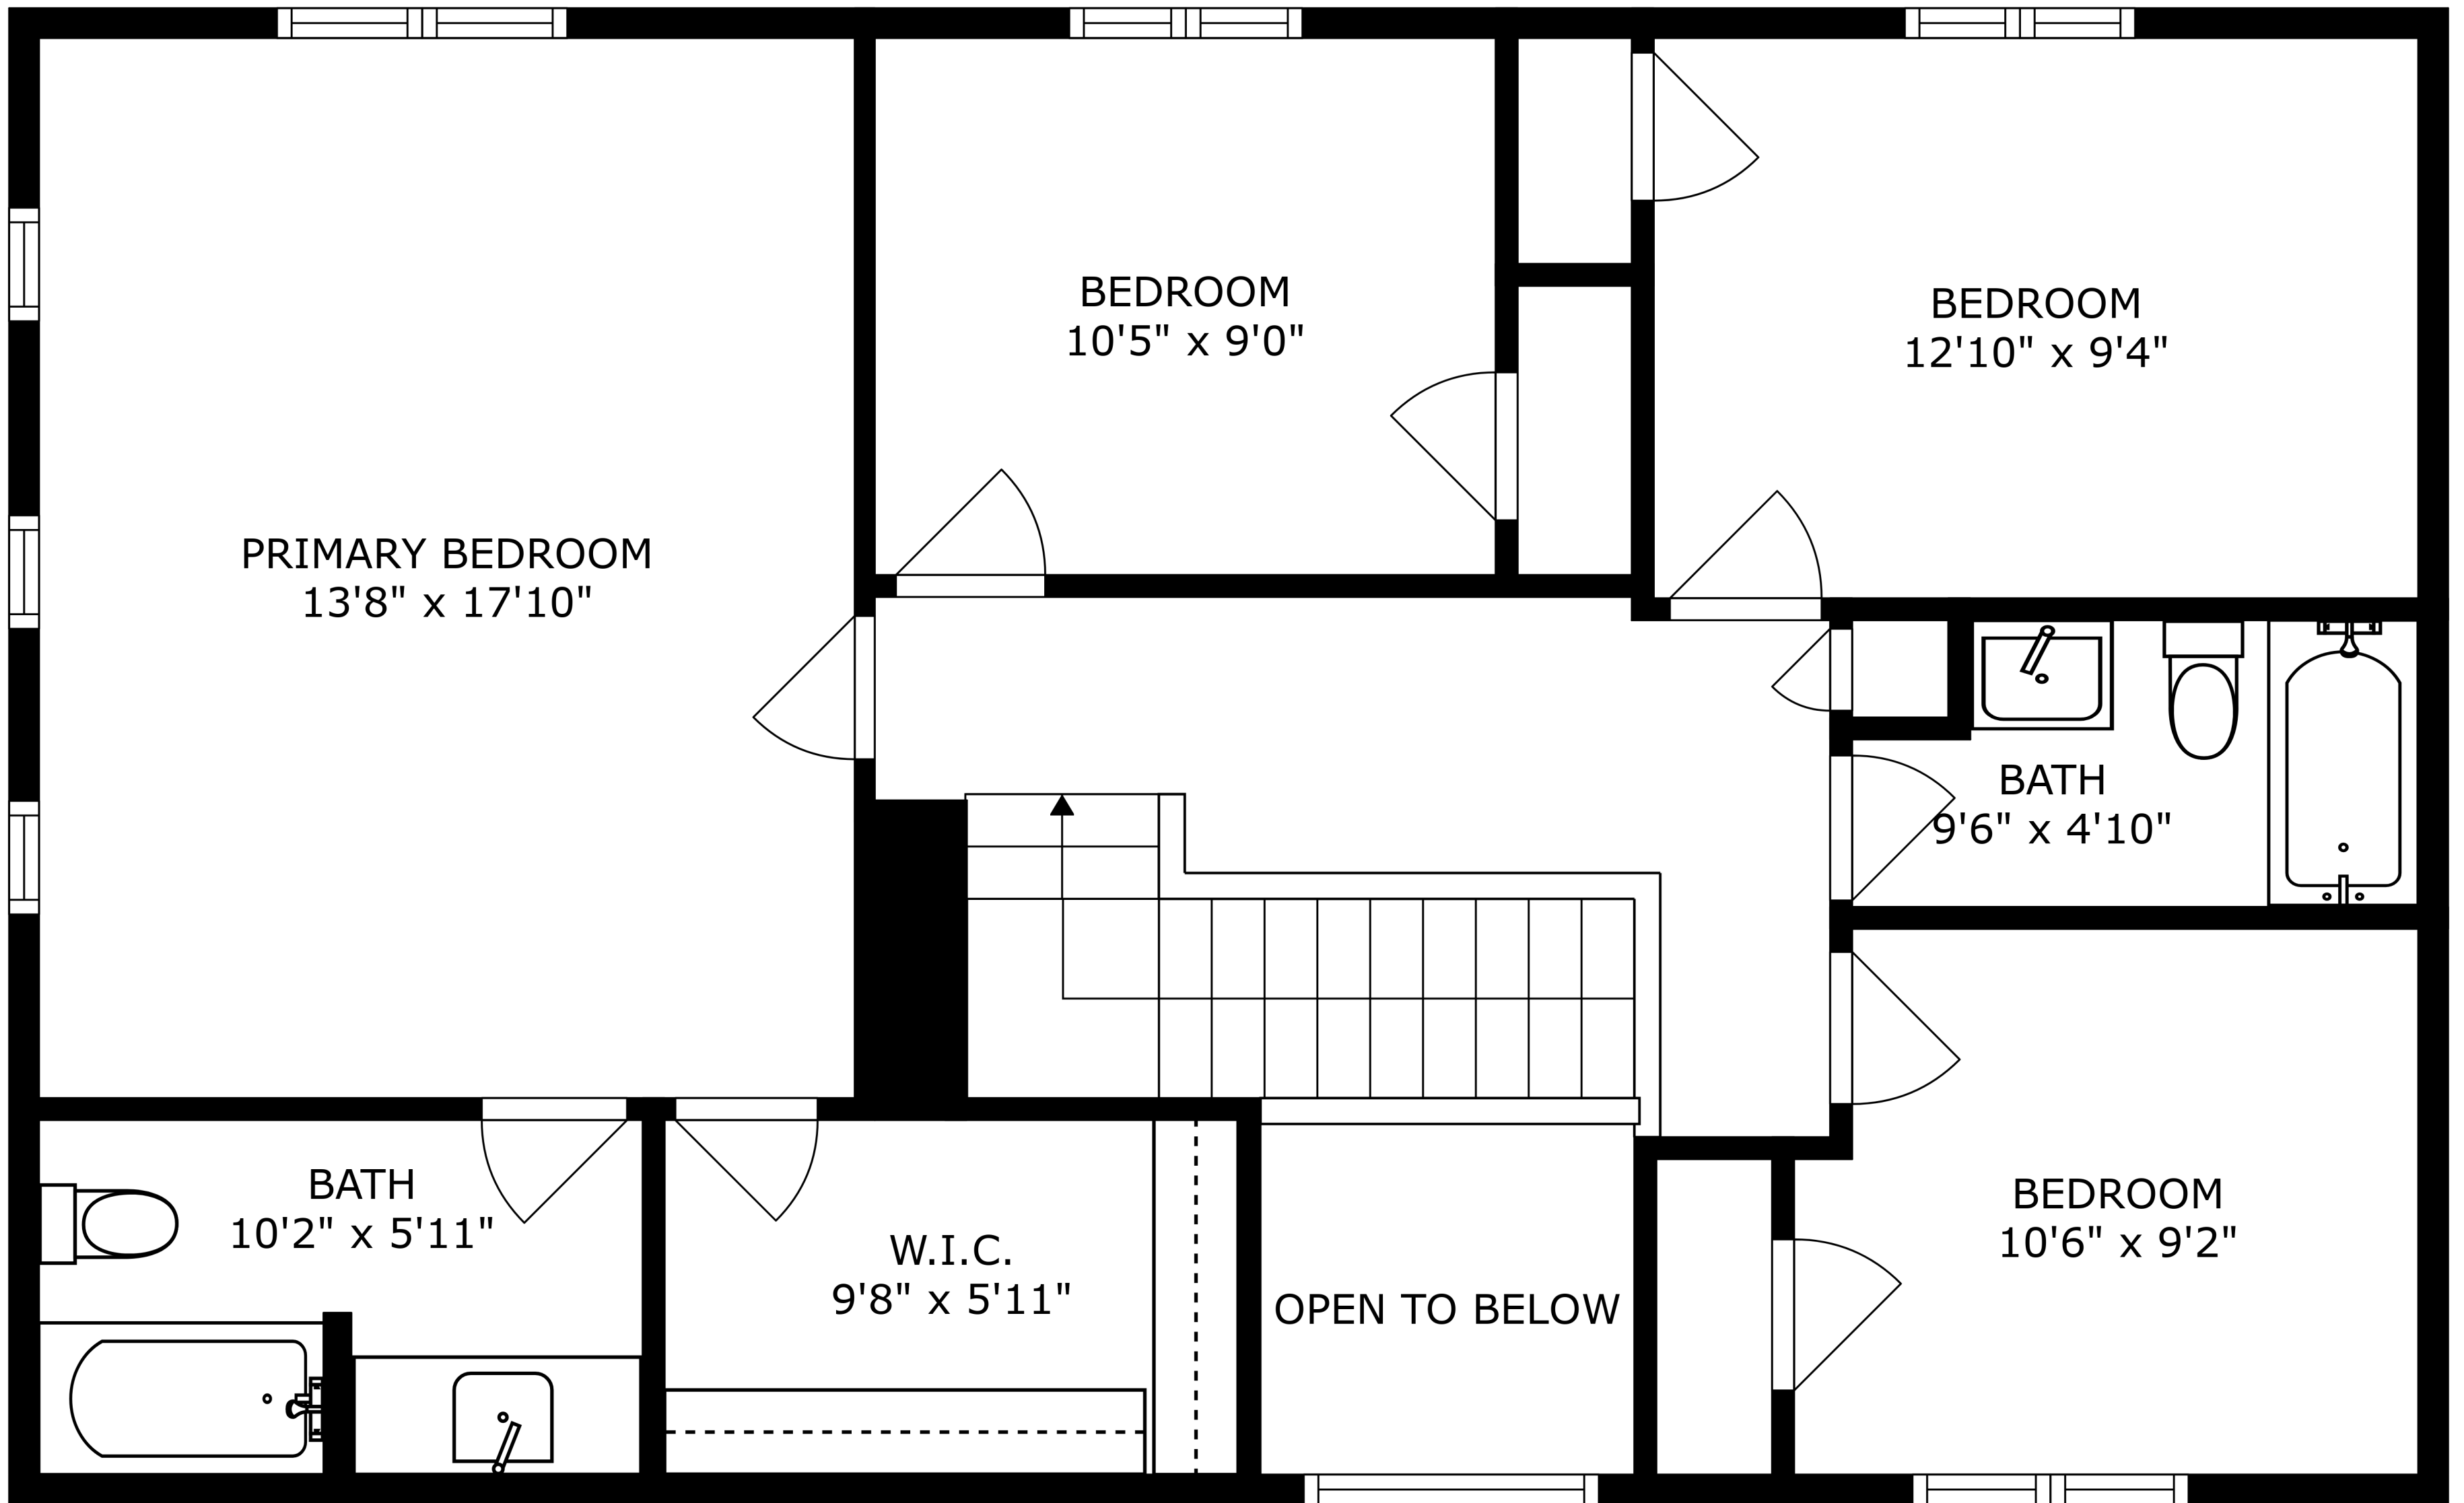 BEDROOM
10'5" x 9'0"
BEDROOM
12'10" x 9'4"
PRIMARY BEDROOM
13'8" x 17'10"
BATH
9'6" x 4'10"
BATH
10'2" x 5'11"
W.I.C.
9'8" x 5'11"
OPEN TO BELOW
BEDROOM
10'6" x 9'2"